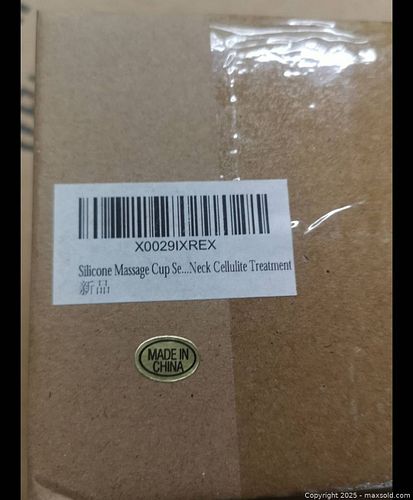 X0029IXREX
Silicone Massage Cup Se...Neck Cellulite Treatment
新品
MADE IN
CHINA
Copyright © 2025 - maxsold.com